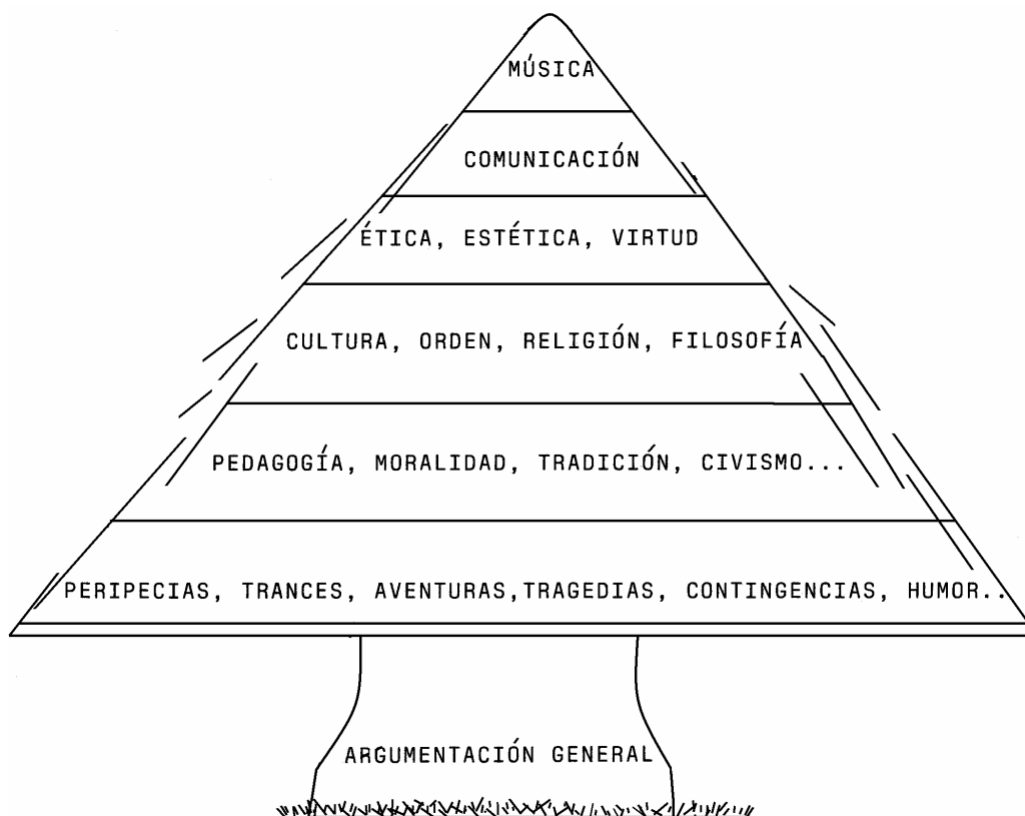 MÚSICA
COMUNICACIÓN
ÉTICA, ESTÉTICA, VIRTUD
CULTURA, ORDEN, RELIGIÓN, FILOSOFÍA
PEDAGOGÍA, MORALIDAD, TRADICIÓN, CIVISMO...
PERIPECIAS, TRANCES, AVENTURAS,TRAGEDIAS, CONTINGENCIAS, HUMOR..
ARGUMENTACIÓN GENERAL